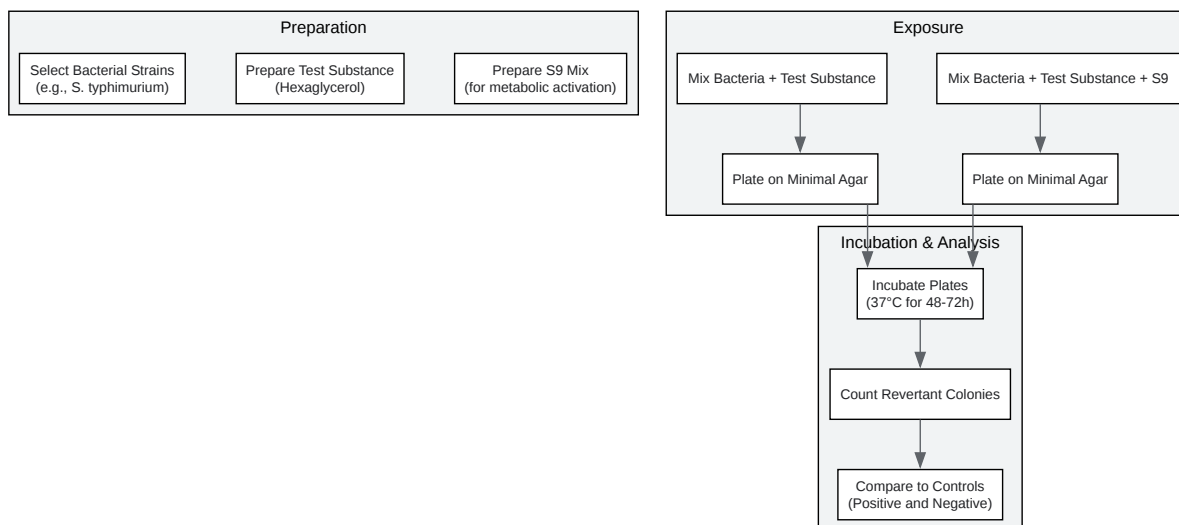 Preparation
Select Bacterial Strains
(e.g., S. typhimurium)
Prepare Test Substance
(Hexaglycerol)
Prepare S9 Mix
(for metabolic activation)
Exposure
Mix Bacteria + Test Substance
Mix Bacteria + Test Substance + S9
Plate on Minimal Agar
Plate on Minimal Agar
Incubation & Analysis
Incubate Plates
(37°C for 48-72h)
Count Revertant Colonies
Compare to Controls
(Positive and Negative)